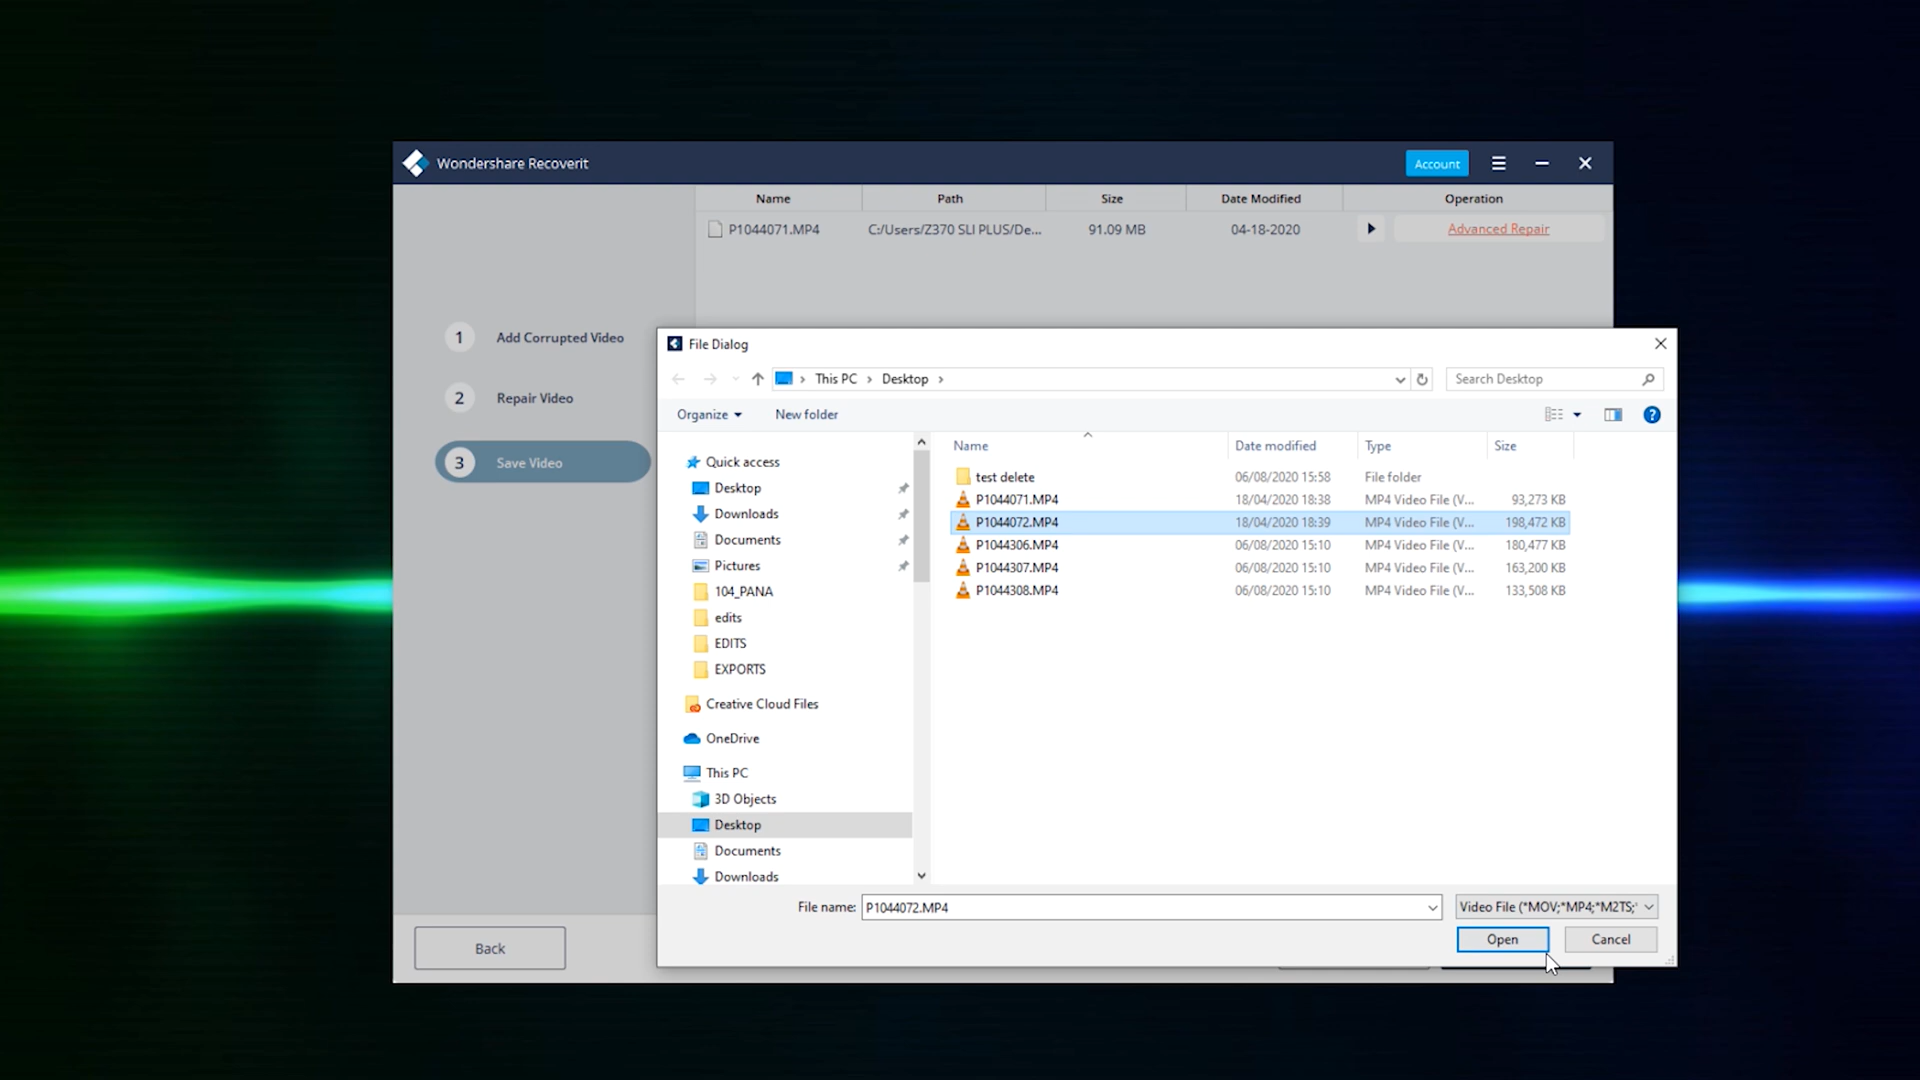 Wondershare Recoverit
Account
Name Path Size Date Modified Operation
P1044071.MP4 C:/Users/Z370 SLI PLUS/De... 91.09 MB 04-18-2020 Advanced Repair
1 Add Corrupted Video
2 Repair Video
3 Save Video
Back
File Dialog
This PC > Desktop >
Search Desktop
Organize New folder ?
Quick access
Desktop
Downloads
Documents
Pictures
104_PANA
edits
EDITS
EXPORTS
Creative Cloud Files
OneDrive
This PC
3D Objects
Desktop
Documents
Downloads
Name Date modified Type Size
test delete 06/08/2020 15:58 File folder
P1044071.MP4 18/04/2020 18:38 MP4 Video File (V... 93,273 KB
P1044072.MP4 18/04/2020 18:39 MP4 Video File (V... 198,472 KB
P1044306.MP4 06/08/2020 15:10 MP4 Video File (V... 180,477 KB
P1044307.MP4 06/08/2020 15:10 MP4 Video File (V... 163,200 KB
P1044308.MP4 06/08/2020 15:10 MP4 Video File (V... 133,508 KB
File name: P1044072.MP4 Video File (*MOV;*MP4;*M2TS;
Open Cancel